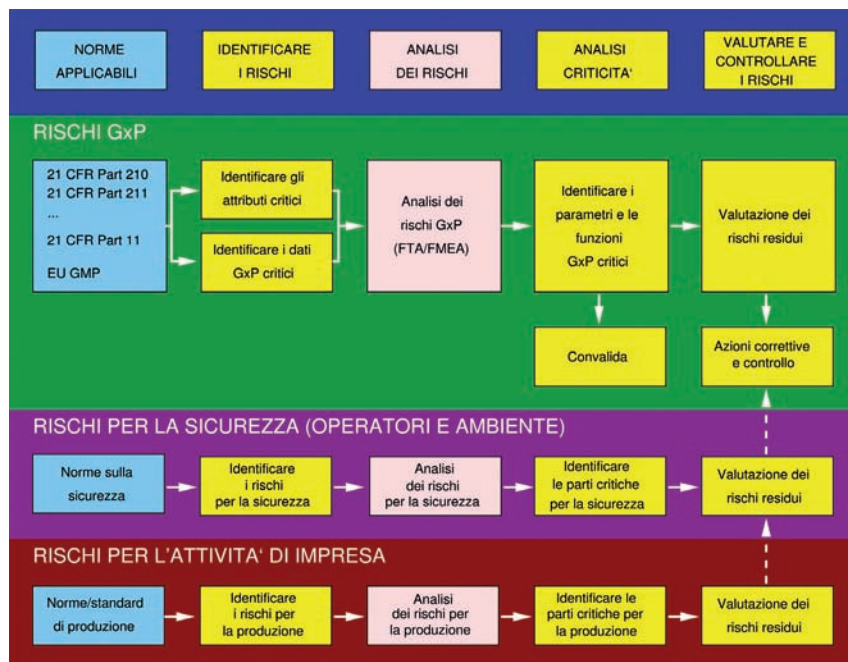 NORME
APPLICABILI
IDENTIFICARE
I RISCHI
ANALISI
DEI RISCHI
ANALISI
CRITICITA'
VALUTARE E
CONTROLLARE
I RISCHI
RISCHI GxP
21 CFR Part 210
21 CFR Part 211
...
21 CFR Part 11
EU GMP
Identificare gli
attributi critici
Identificare i dati
GxP critici
Analisi dei
rischi GxP
(FTA/FMEA)
Identificare i
parametri e le
funzioni
GxP critici
Valutazione dei
rischi residui
Convalida
Azioni correttive
e controllo
RISCHI PER LA SICUREZZA (OPERATORI E AMBIENTE)
Norme sulla
sicurezza
Identificare
i rischi
per la sicurezza
Analisi
dei rischi
per la sicurezza
Identificare
le parti critiche
per la sicurezza
Valutazione dei
rischi residui
RISCHI PER L'ATTIVITA' DI IMPRESA
Norme/standard
di produzione
Identificare
i rischi per
la produzione
Analisi
dei rischi per
la produzione
Identificare le
parti critiche per
la produzione
Valutazione dei
rischi residui